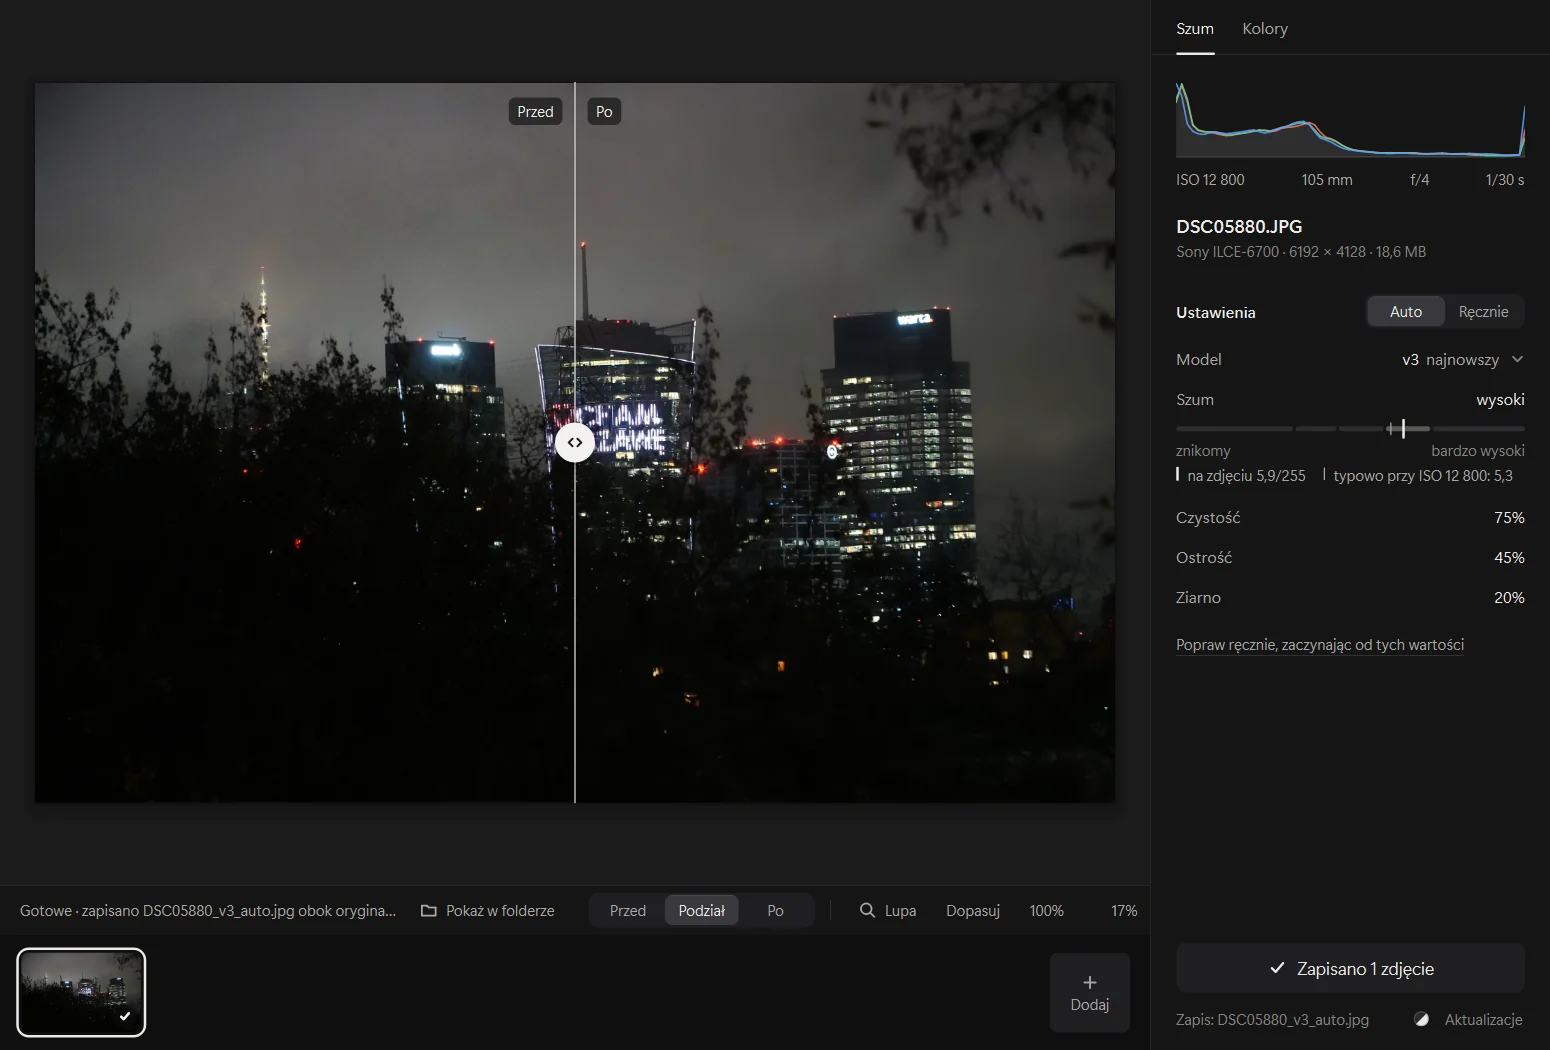 Szum Kolory
Przed Po
ISO 12 800 105 mm f/4 1/30 s
DSC05880.JPG
Sony ILCE-6700 · 6192 × 4128 · 18,6 MB
Ustawienia Auto Ręcznie
warta.
Model v3 najnowszy
Szum wysoki
znikomy bardzo wysoki
na zdjęciu 5,9/255 typowo przy ISO 12 800: 5,3
Czystość 75%
Ostrość 45%
Ziarno 20%
Popraw ręcznie, zaczynając od tych wartości
Gotowe · zapisano DSC05880_v3_auto.jpg obok orygina... Pokaż w folderze Przed Podział Po Lupa Dopasuj 100% 17%
Zapisano 1 zdjęcie
+
Dodaj
Zapis: DSC05880_v3_auto.jpg Aktualizacje